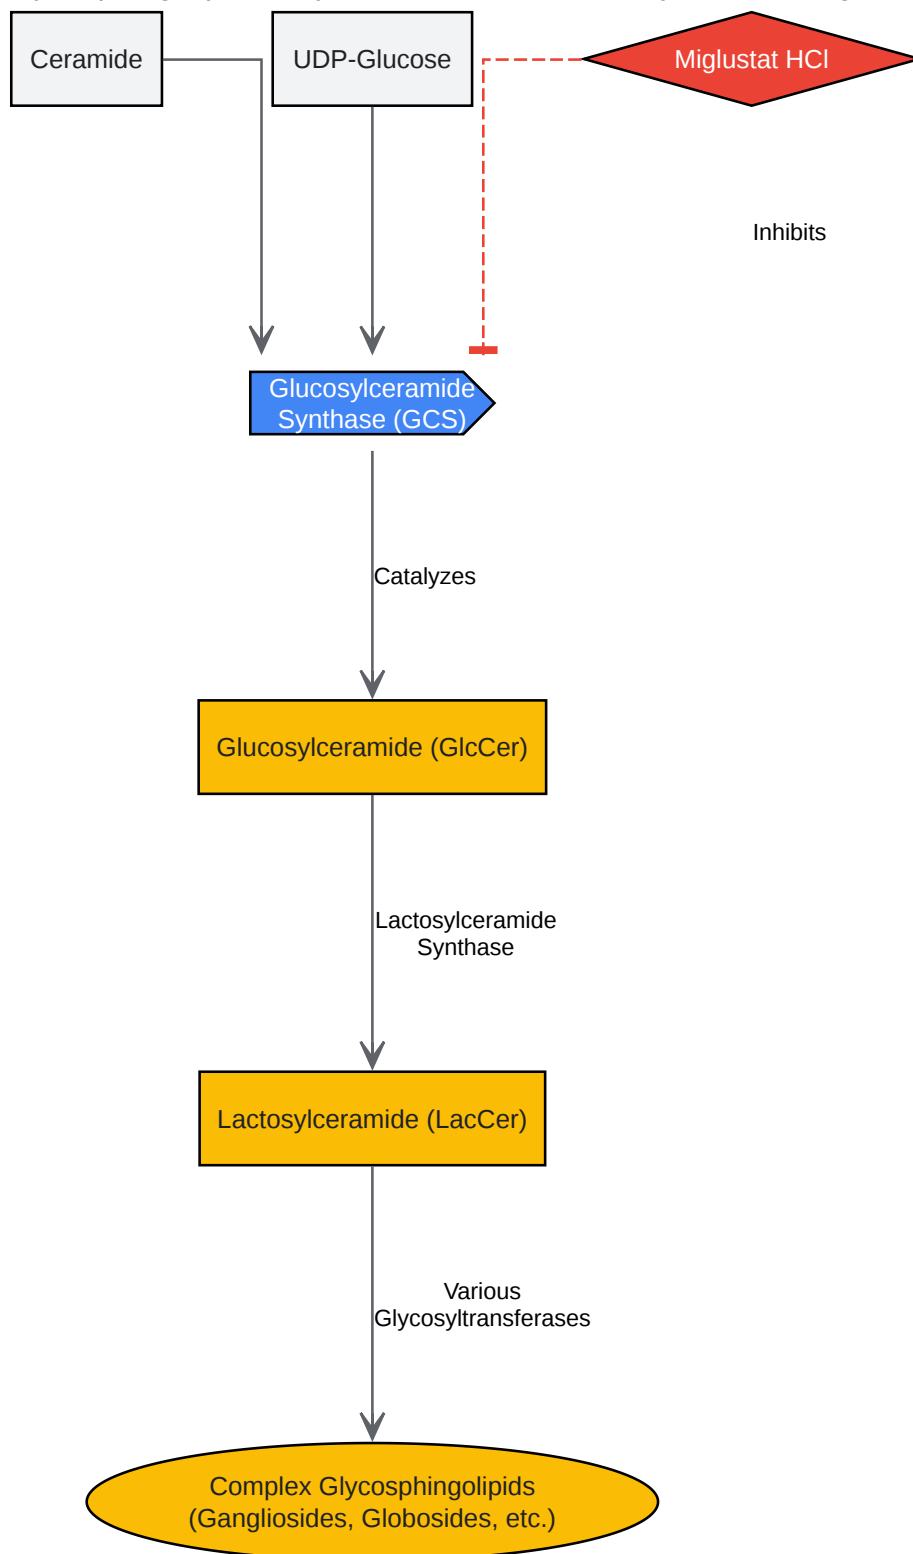 Ceramide
UDP-Glucose
Miglustat HCl
Inhibits
Glucosylceramide
Synthase (GCS)
Catalyzes
Glucosylceramide (GlcCer)
Lactosylceramide
Synthase
Lactosylceramide (LacCer)
Various
Glycosyltransferases
Complex Glycosphingolipids
(Gangliosides, Globosides, etc.)